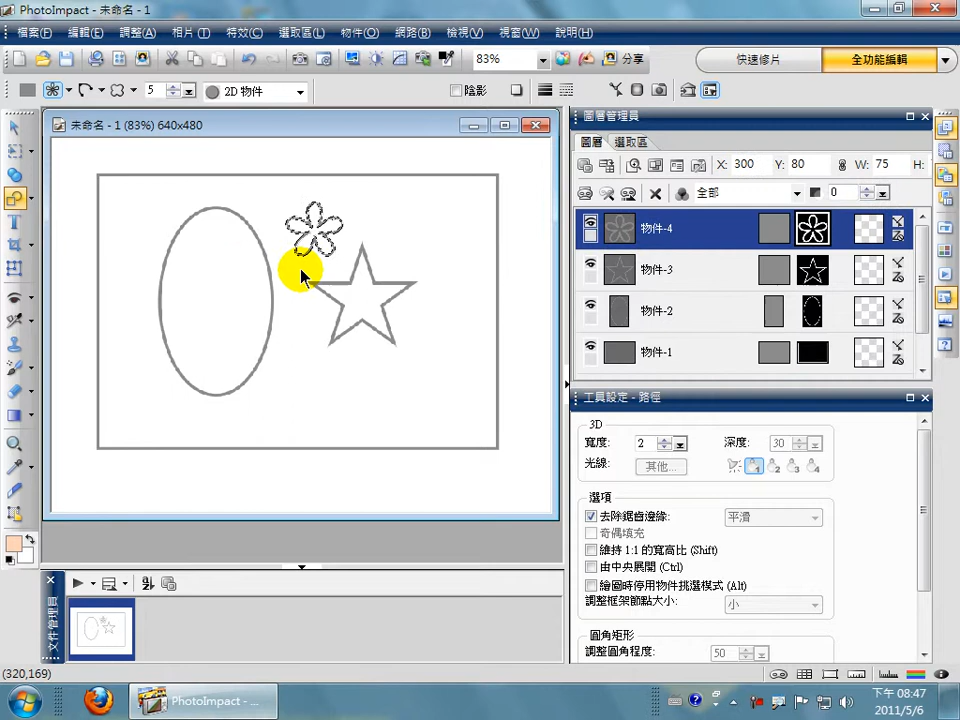 PhotoImpact - 未命名 - 1
檔案(F) 編輯(E) 調整(A) 相片(T) 特效(C) 選取區(L) 物件(O) 網路(B) 檢視(V) 視窗(W) 說明(H)
83% 分享 快速修片 全功能編輯
5 2D 物件 陰影
未命名 - 1 (83%) 640x480
圖層管理員
圖層 選取區 X: 300 Y: 80 W: 75 H:
全部 0
物件-4
物件-3
物件-2
物件-1
工具設定 - 路徑
3D
寬度: 2 深度: 30
光線: 其他... 1 2 3 4
選項
去除鋸齒邊緣: 平滑
奇偶填充
維持 1:1 的寬高比 (Shift)
由中央展開 (Ctrl)
繪圖時停用物件挑選模式 (Alt)
調整框架節點大小: 小
圓角矩形
調整圓角程度: 50
文件管理員
(320,169)
PhotoImpact - ...
下午 08:47
2011/5/6